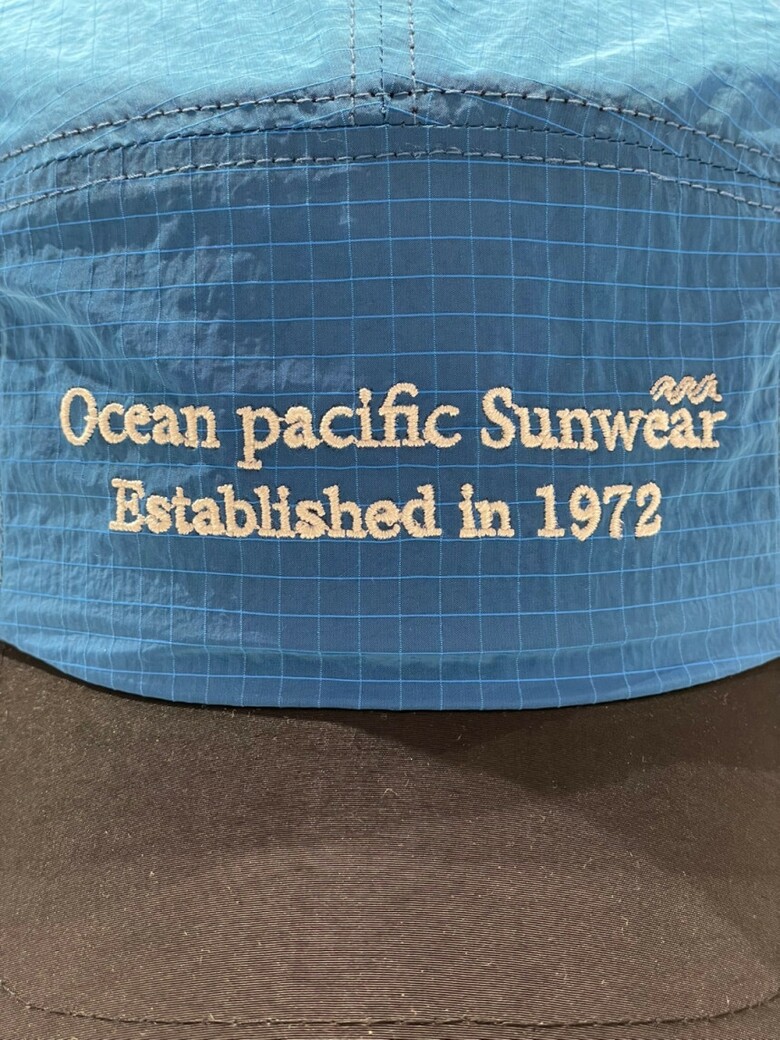 Ocean pacific Sunwear
Established in 1972